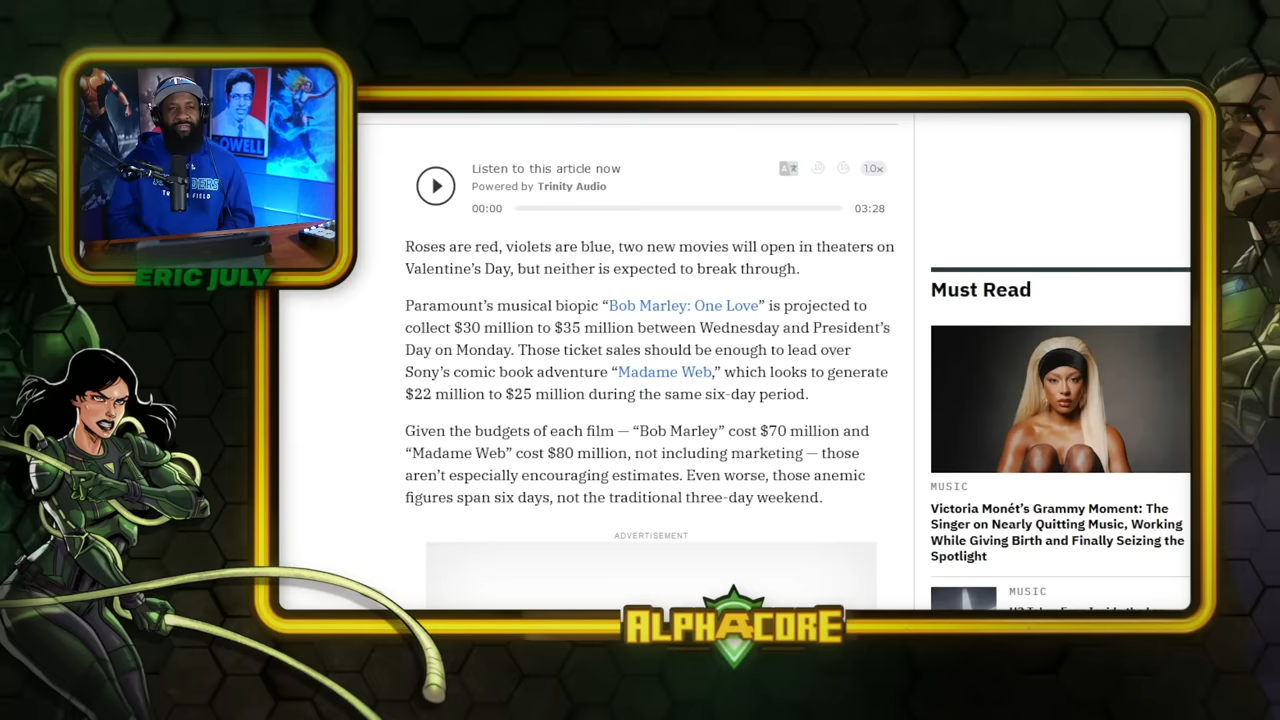 OWELL
ERIC JULY
Listen to this article now
Powered by Trinity Audio
1.0x
00:00
03:28
Roses are red, violets are blue, two new movies will open in theaters on
Valentine’s Day, but neither is expected to break through.
Paramount’s musical biopic “Bob Marley: One Love” is projected to
collect $30 million to $35 million between Wednesday and President’s
Day on Monday. Those ticket sales should be enough to lead over
Sony’s comic book adventure “Madame Web,” which looks to generate
$22 million to $25 million during the same six-day period.
Given the budgets of each film — “Bob Marley” cost $70 million and
“Madame Web” cost $80 million, not including marketing — those
aren’t especially encouraging estimates. Even worse, those anemic
figures span six days, not the traditional three-day weekend.
ADVERTISEMENT
Must Read
MUSIC
Victoria Monét’s Grammy Moment: The
Singer on Nearly Quitting Music, Working
While Giving Birth and Finally Seizing the
Spotlight
MUSIC
ALPHACORE